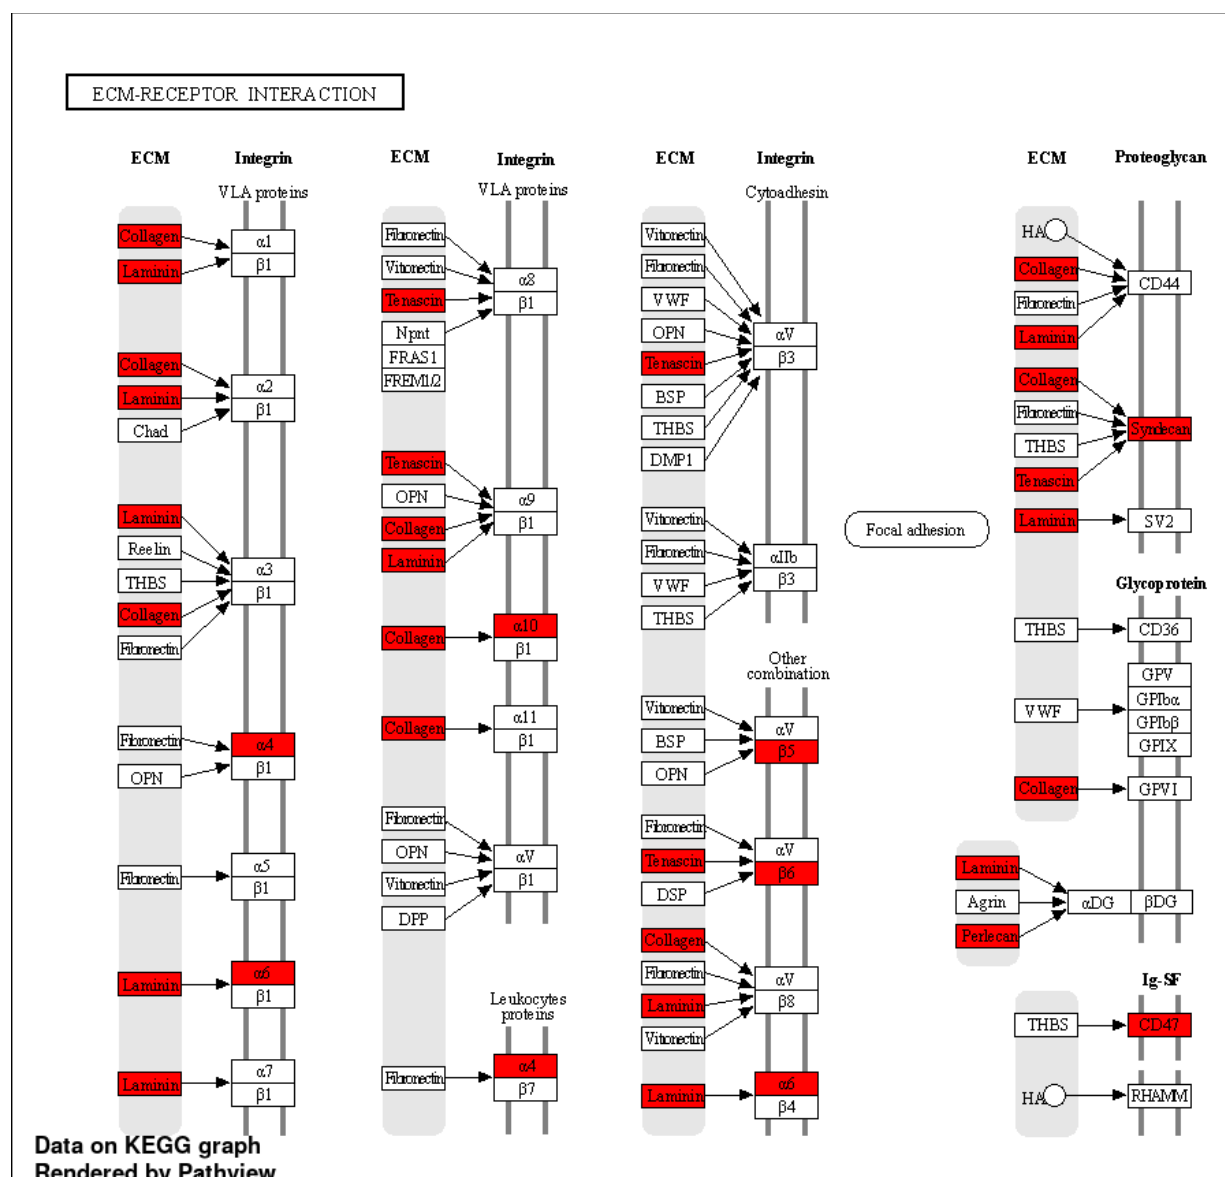 ECM-RECEPTOR INTERACTION
ECM
Integrin
VLA proteins
Collagen
Laminin
α1
β1
Collagen
Laminin
Chad
α2
β1
Laminin
Reelin
THBS
Collagen
Fibronectin
α3
β1
Fibronectin
OPN
α4
β1
Fibronectin
α5
β1
Laminin
α6
β1
Laminin
α7
β1
ECM
Integrin
VLA proteins
Fibronectin
Vitronectin
Tenascin
Npnt
FRAS1
FREM1/2
α8
β1
Tenascin
OPN
Collagen
Laminin
α9
β1
Collagen
α10
β1
Collagen
α11
β1
Fibronectin
OPN
Vitronectin
DPP
αV
β1
Leukocytes
proteins
Fibronectin
α4
β7
ECM
Integrin
Cytoadhesin
Vitronectin
Fibronectin
VWF
OPN
Tenascin
BSP
THBS
DMP1
αV
β3
Vitronectin
Fibronectin
VWF
THBS
αIIb
β3
Other
combination
Vitronectin
BSP
OPN
αV
β5
Fibronectin
Tenascin
DSP
αV
β6
Collagen
Fibronectin
Laminin
Vitronectin
αV
β8
Laminin
α6
β4
Focal adhesion
ECM
Proteoglycan
HA
Collagen
Fibronectin
Laminin
CD44
Collagen
Fibronectiin
THBS
Tenascin
Syndecan
Laminin
SV2
Glycoprotein
THBS
CD36
VWF
GPV
GPIbα
GPIbβ
GPIX
Collagen
GPVI
Laminin
Agrin
Perlecan
αDG
βDG
Ig-SF
THBS
CD47
HA
RHAMM
Data on KEGG graph
Rendered by Pathview